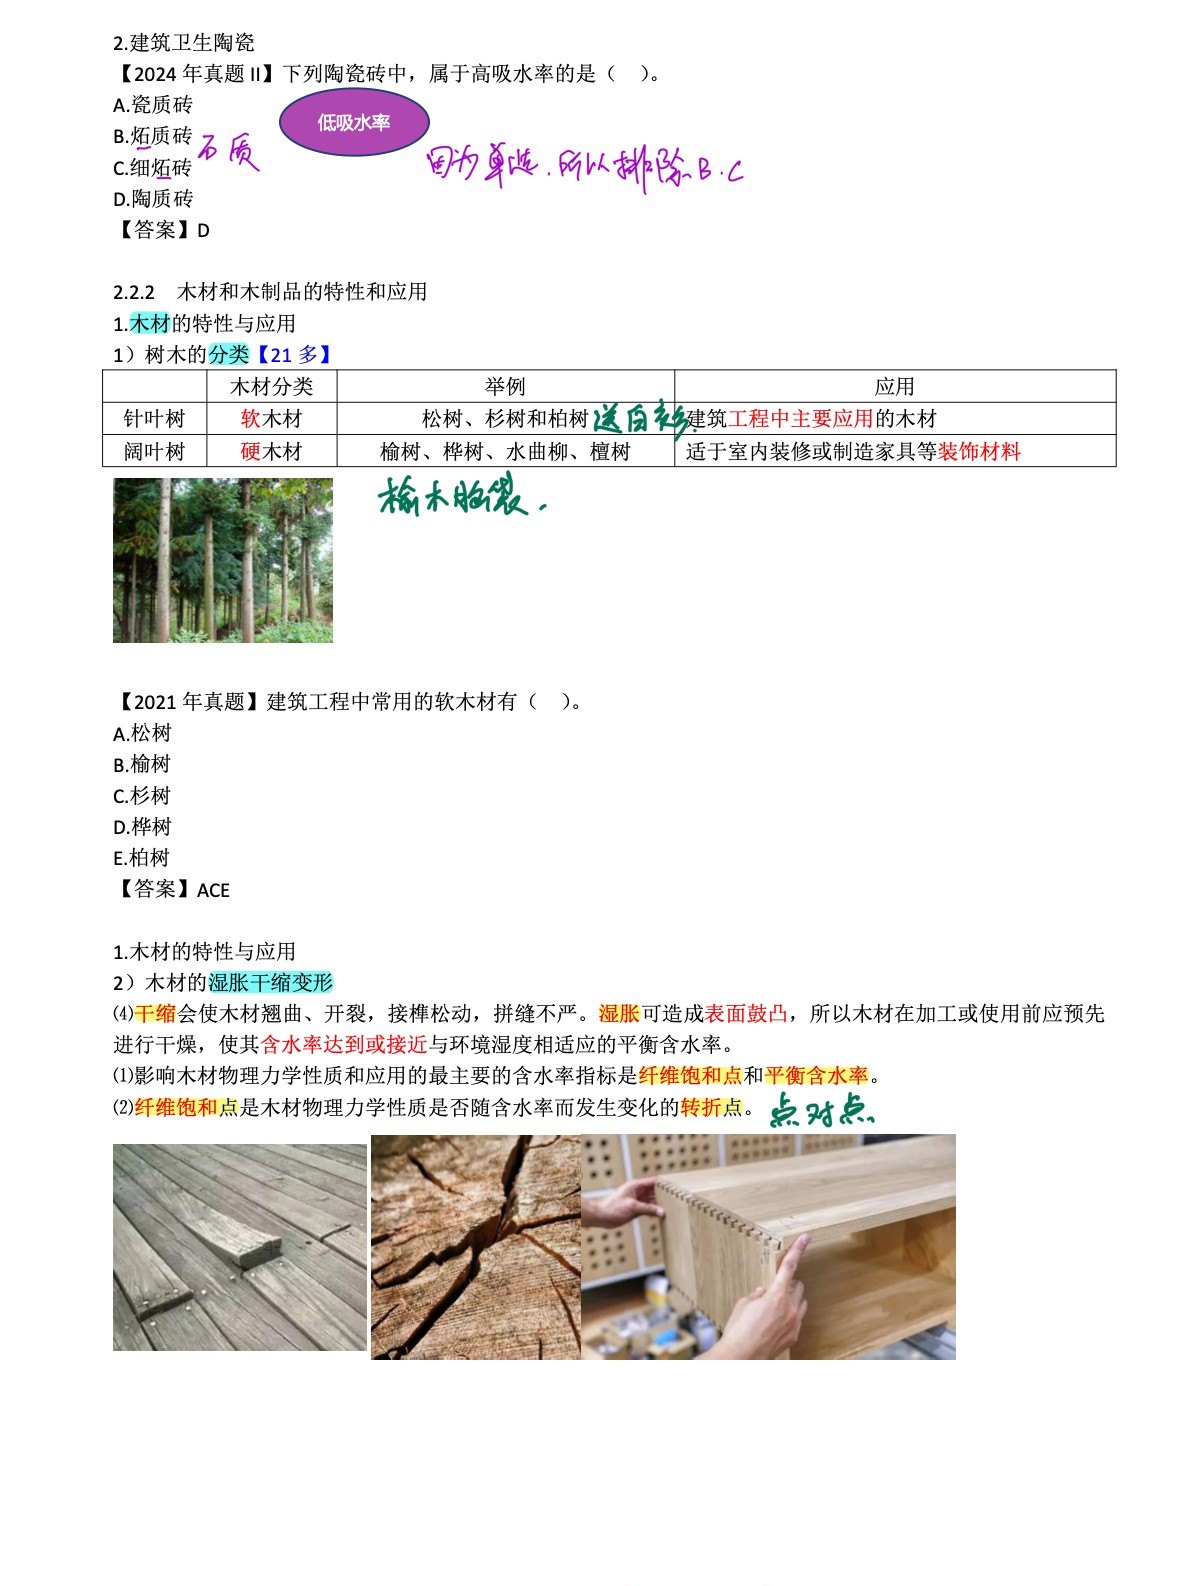 2.建筑卫生陶瓷
【2024 年真题 II】下列陶瓷砖中，属于高吸水率的是（　）。
A.瓷质砖
低吸水率
B.炻质砖 石质
因为单选.所以排除B.C
C.细炻砖
D.陶质砖
【答案】D
2.2.2 木材和木制品的特性和应用
1.木材的特性与应用
1）树木的分类【21 多】
木材分类 举例 应用
针叶树 软木材 松树、杉树和柏树 建筑工程中主要应用的木材
阔叶树 硬木材 榆树、桦树、水曲柳、檀树 适于室内装修或制造家具等装饰材料
榆木脑袋.
【2021 年真题】建筑工程中常用的软木材有（　）。
A.松树
B.榆树
C.杉树
D.桦树
E.柏树
【答案】ACE
1.木材的特性与应用
2）木材的湿胀干缩变形
⑷干缩会使木材翘曲、开裂，接榫松动，拼缝不严。湿胀可造成表面鼓凸，所以木材在加工或使用前应预先
进行干燥，使其含水率达到或接近与环境湿度相适应的平衡含水率。
⑴影响木材物理力学性质和应用的最主要的含水率指标是纤维饱和点和平衡含水率。
⑵纤维饱和点是木材物理力学性质是否随含水率而发生变化的转折点。点对点